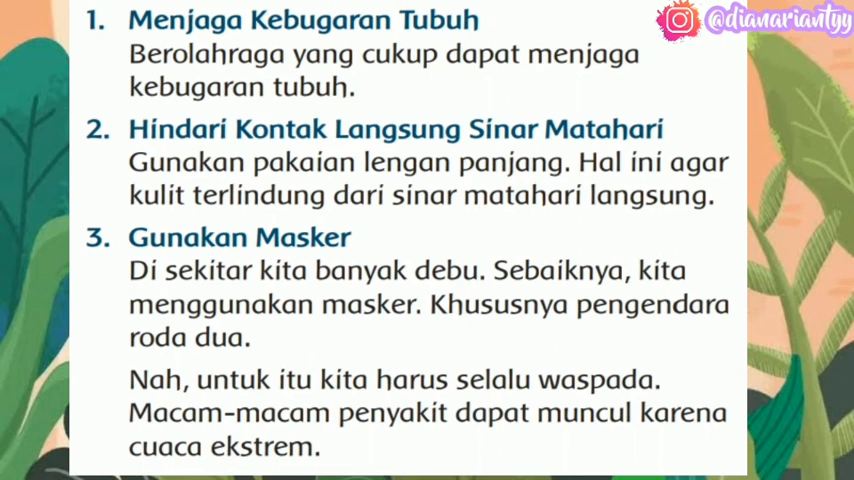 @dianariantyy
1. Menjaga Kebugaran Tubuh
Berolahraga yang cukup dapat menjaga
kebugaran tubuh.
2. Hindari Kontak Langsung Sinar Matahari
Gunakan pakaian lengan panjang. Hal ini agar
kulit terlindung dari sinar matahari langsung.
3. Gunakan Masker
Di sekitar kita banyak debu. Sebaiknya, kita
menggunakan masker. Khususnya pengendara
roda dua.
Nah, untuk itu kita harus selalu waspada.
Macam-macam penyakit dapat muncul karena
cuaca ekstrem.